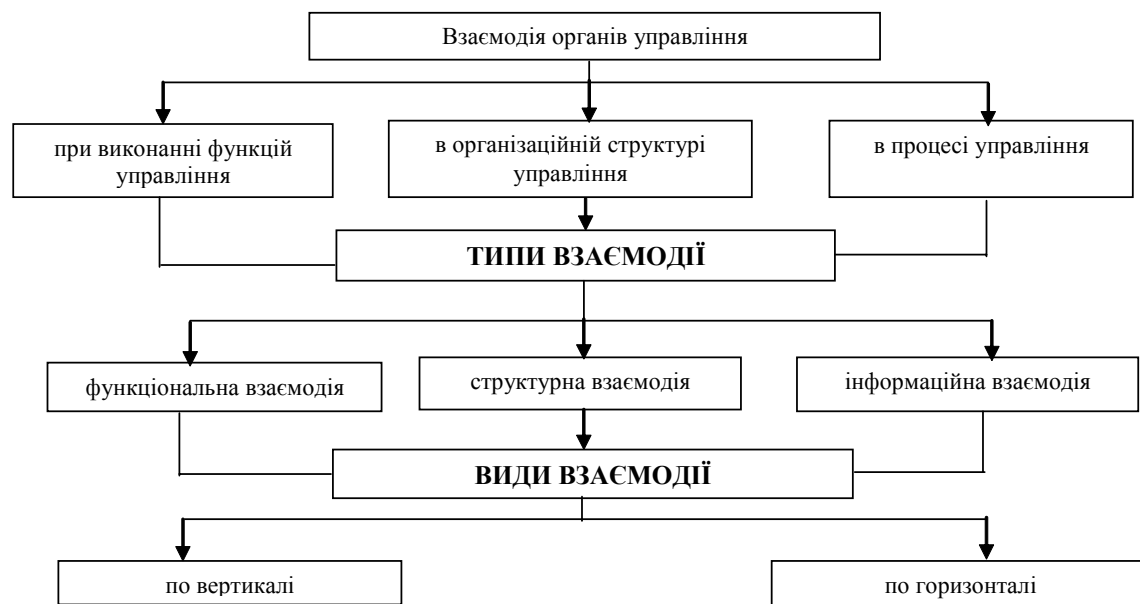 Взаємодія органів управління
при виконанні функцій
управління
в організаційній структурі
управління
в процесі управління
ТИПИ ВЗАЄМОДІЇ
функціональна взаємодія
структурна взаємодія
інформаційна взаємодія
ВИДИ ВЗАЄМОДІЇ
по вертикалі
по горизонталі